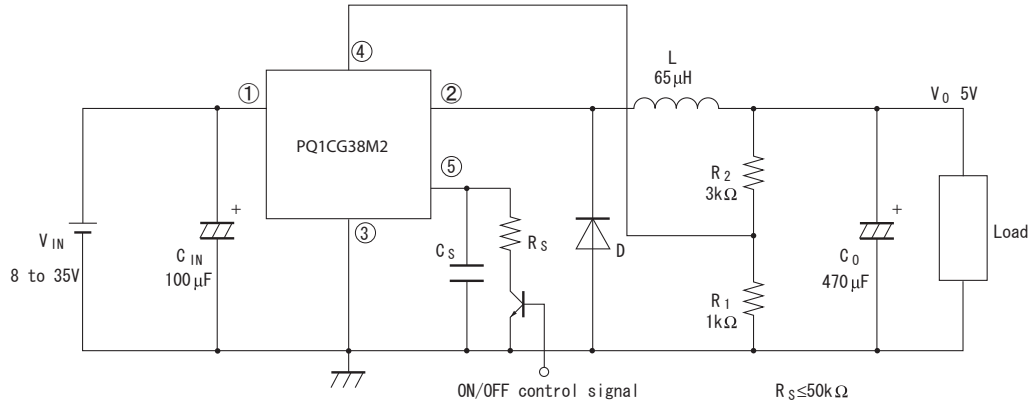 ④
L
65μH
①
②
V₀ 5V
PQ1CG38M2
R₂
3kΩ
⑤
+
+
③
V_IN
8 to 35V
C_IN
100μF
C_S
R_S
D
C₀
470μF
Load
R₁
1kΩ
ON/OFF control signal
R_S≤50kΩ